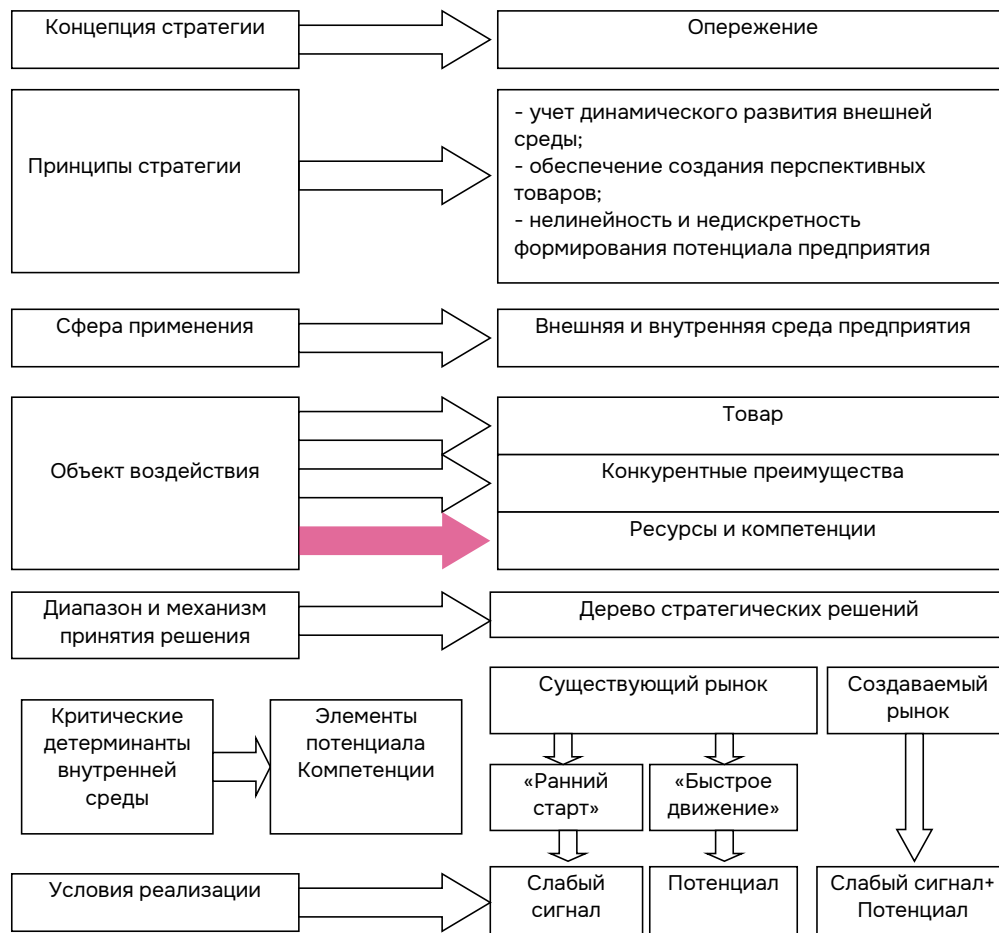 Концепция стратегии
Опережение
Принципы стратегии
- учет динамического развития внешней
среды;
- обеспечение создания перспективных
товаров;
- нелинейность и недискретность
формирования потенциала предприятия
Сфера применения
Внешняя и внутренняя среда предприятия
Объект воздействия
Товар
Конкурентные преимущества
Ресурсы и компетенции
Диапазон и механизм
принятия решения
Дерево стратегических решений
Существующий рынок
Создаваемый
рынок
Критические
детерминанты
внутренней
среды
Элементы
потенциала
Компетенции
«Ранний
старт»
«Быстрое
движение»
Условия реализации
Слабый
сигнал
Потенциал
Слабый сигнал+
Потенциал